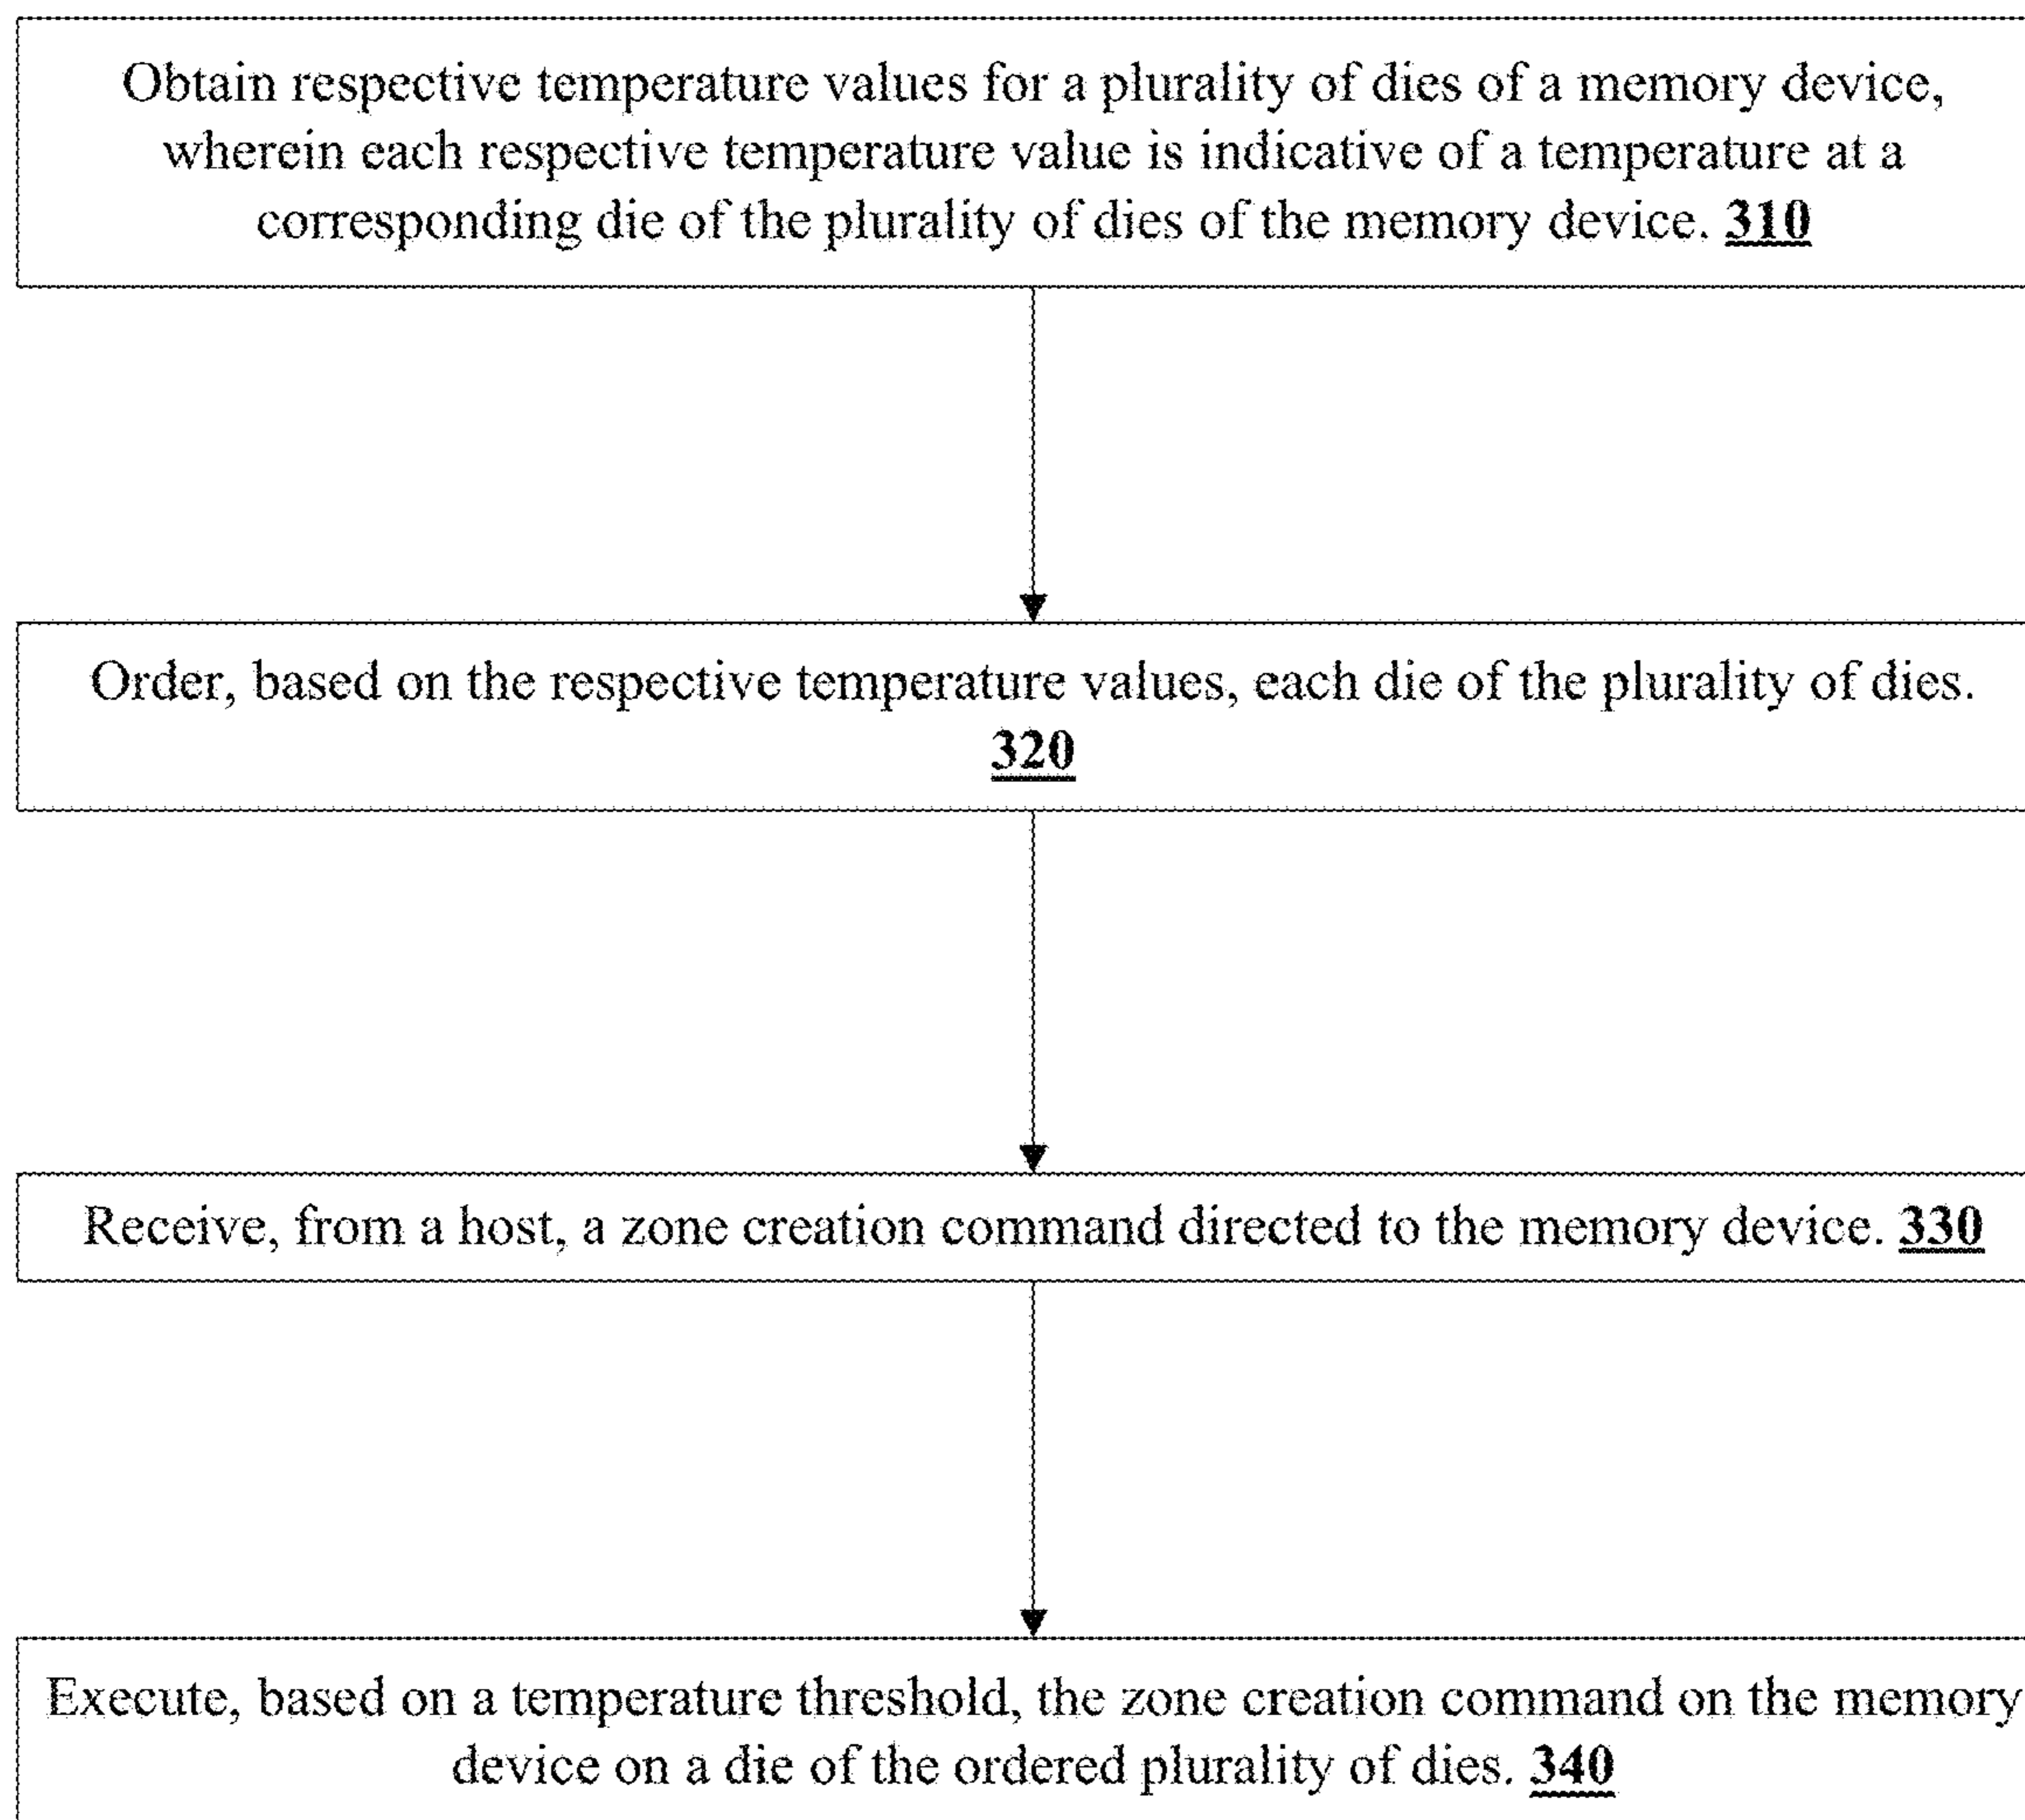 Obtain respective temperature values for a plurality of dies of a memory device,
wherein each respective temperature value is indicative of a temperature at a
corresponding die of the plurality of dies of the memory device. 310
Order, based on the respective temperature values, each die of the plurality of dies.
320
Receive, from a host, a zone creation command directed to the memory device. 330
Execute, based on a temperature threshold, the zone creation command on the memory
device on a die of the ordered plurality of dies. 340